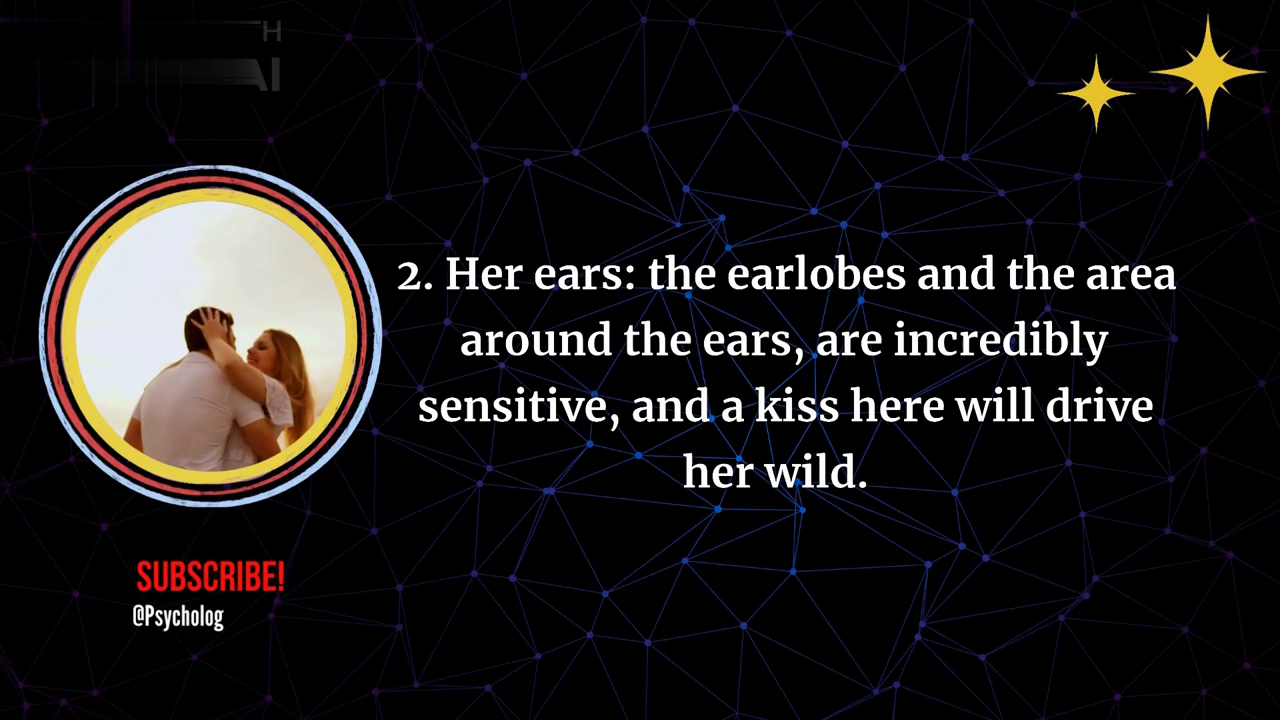 H
AI
2. Her ears: the earlobes and the area
around the ears, are incredibly
sensitive, and a kiss here will drive
her wild.
SUBSCRIBE!
@Psycholog